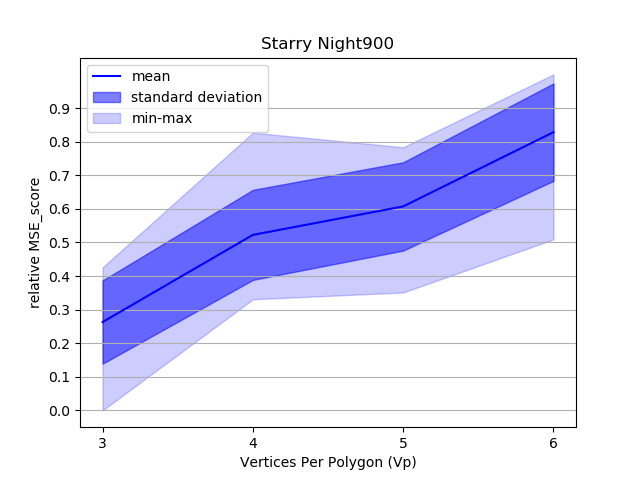 Starry Night900
mean
standard deviation
min-max
relative MSE_score
0.9
0.8
0.7
0.6
0.5
0.4
0.3
0.2
0.1
0.0
3 4 5 6
Vertices Per Polygon (Vp)